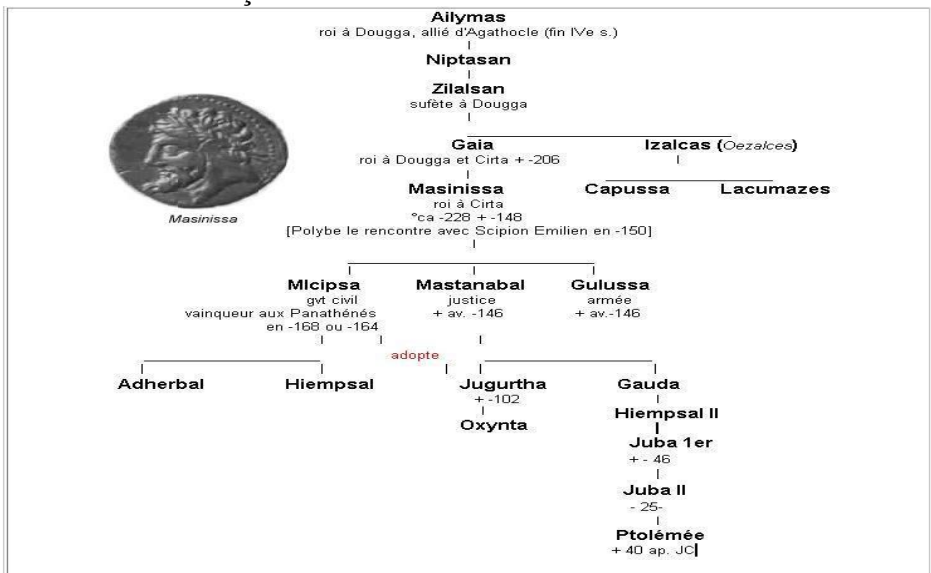 Ailymas
roi à Dougga, allié d'Agathocle (fin IVe s.)
Niptasan
Zilalsan
sufète à Dougga
Gaia
Izalcas (Oezalces)
roi à Dougga et Cirta + -206
Masinissa
Capussa
Lacumazes
roi à Cirta
°ca -228 + -148
[Polybe le rencontre avec Scipion Emilien en -150]
Masinissa
MIcipsa
Mastanabal
Gulussa
gvt civil
justice
armée
vainqueur aux Panathénés
+ av. -146
+ av.-146
en -168 ou -164
adopte
Adherbal
Hiempsal
Jugurtha
Gauda
+ -102
Oxynta
Hiempsal II
Juba 1er
+ - 46
Juba II
- 25-
Ptolémée
+ 40 ap. JC